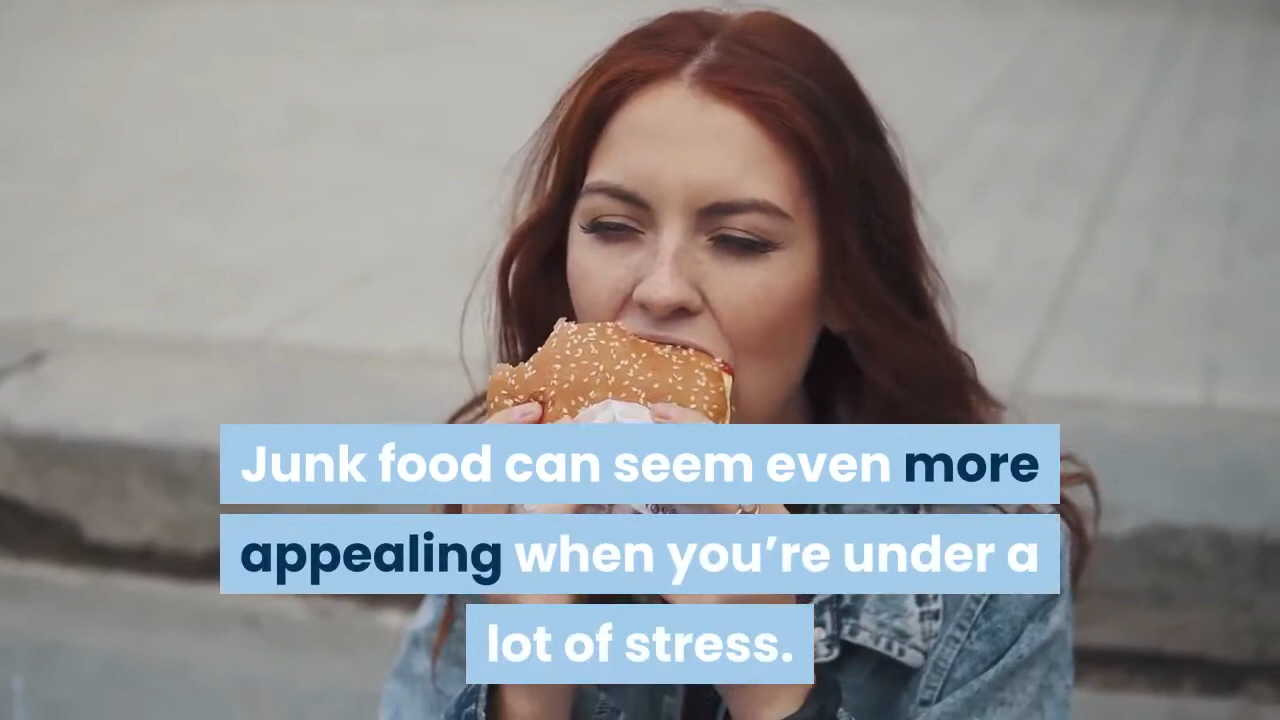 Junk food can seem even more
appealing when you’re under a
lot of stress.